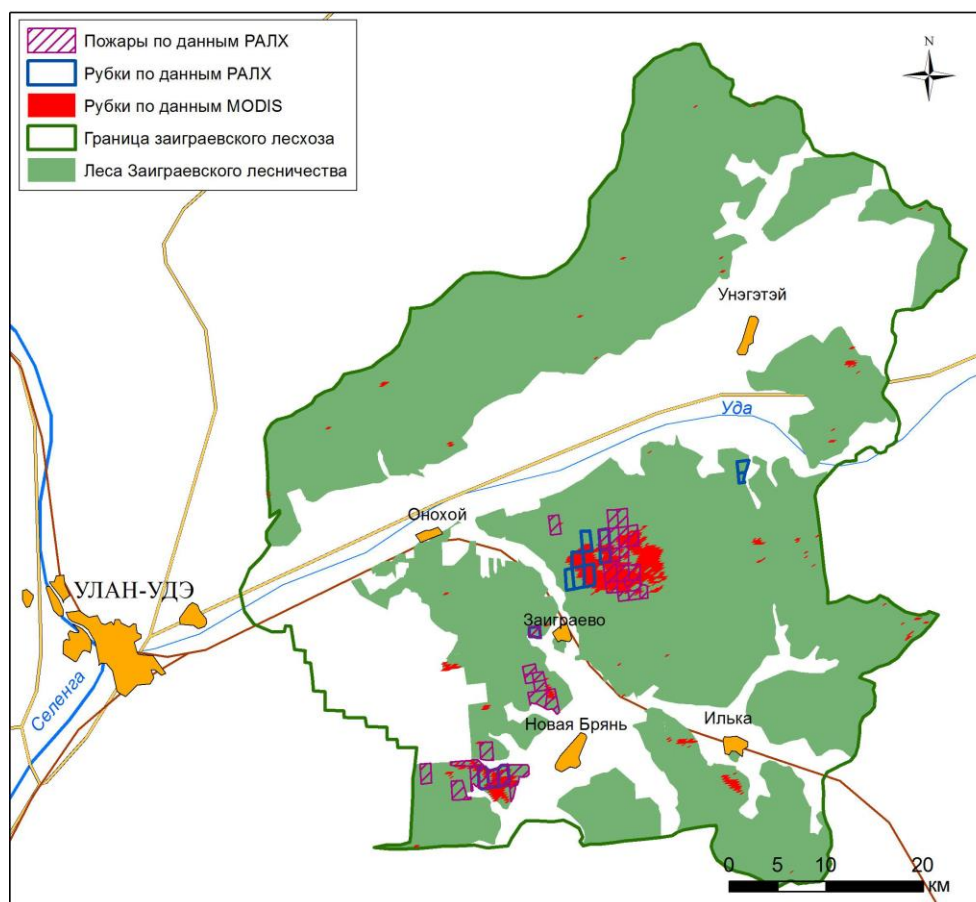 Пожары по данным РАЛХ
Рубки по данным РАЛХ
Рубки по данным MODIS
Граница заиграевского лесхоза
Леса Заиграевского лесничества
N
Унэгэтэй
Уда
Онохой
УЛАН-УДЭ
Заиграево
Селенга
Новая Брянь
Илька
0 5 10 20
км